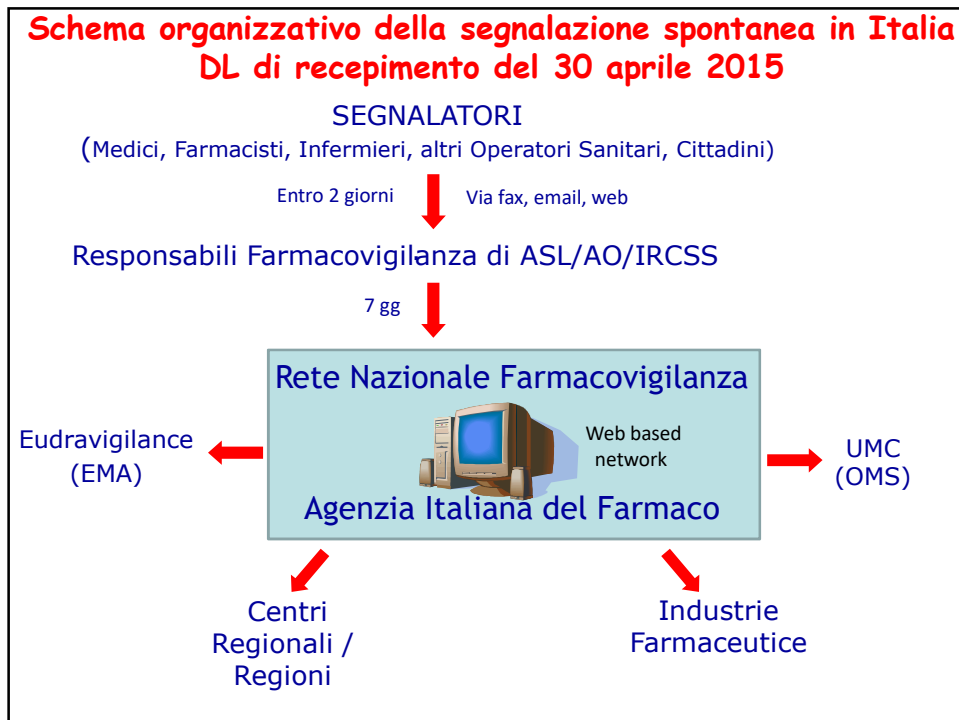 Schema organizzativo della segnalazione spontanea in Italia
DL di recepimento del 30 aprile 2015
SEGNALATORI
(Medici, Farmacisti, Infermieri, altri Operatori Sanitari, Cittadini)
Entro 2 giorni
Via fax, email, web
Responsabili Farmacovigilanza di ASL/AO/IRCSS
7 gg
Rete Nazionale Farmacovigilanza
Web based
network
Agenzia Italiana del Farmaco
Eudravigilance
(EMA)
UMC
(OMS)
Centri
Regionali /
Regioni
Industrie
Farmaceutice